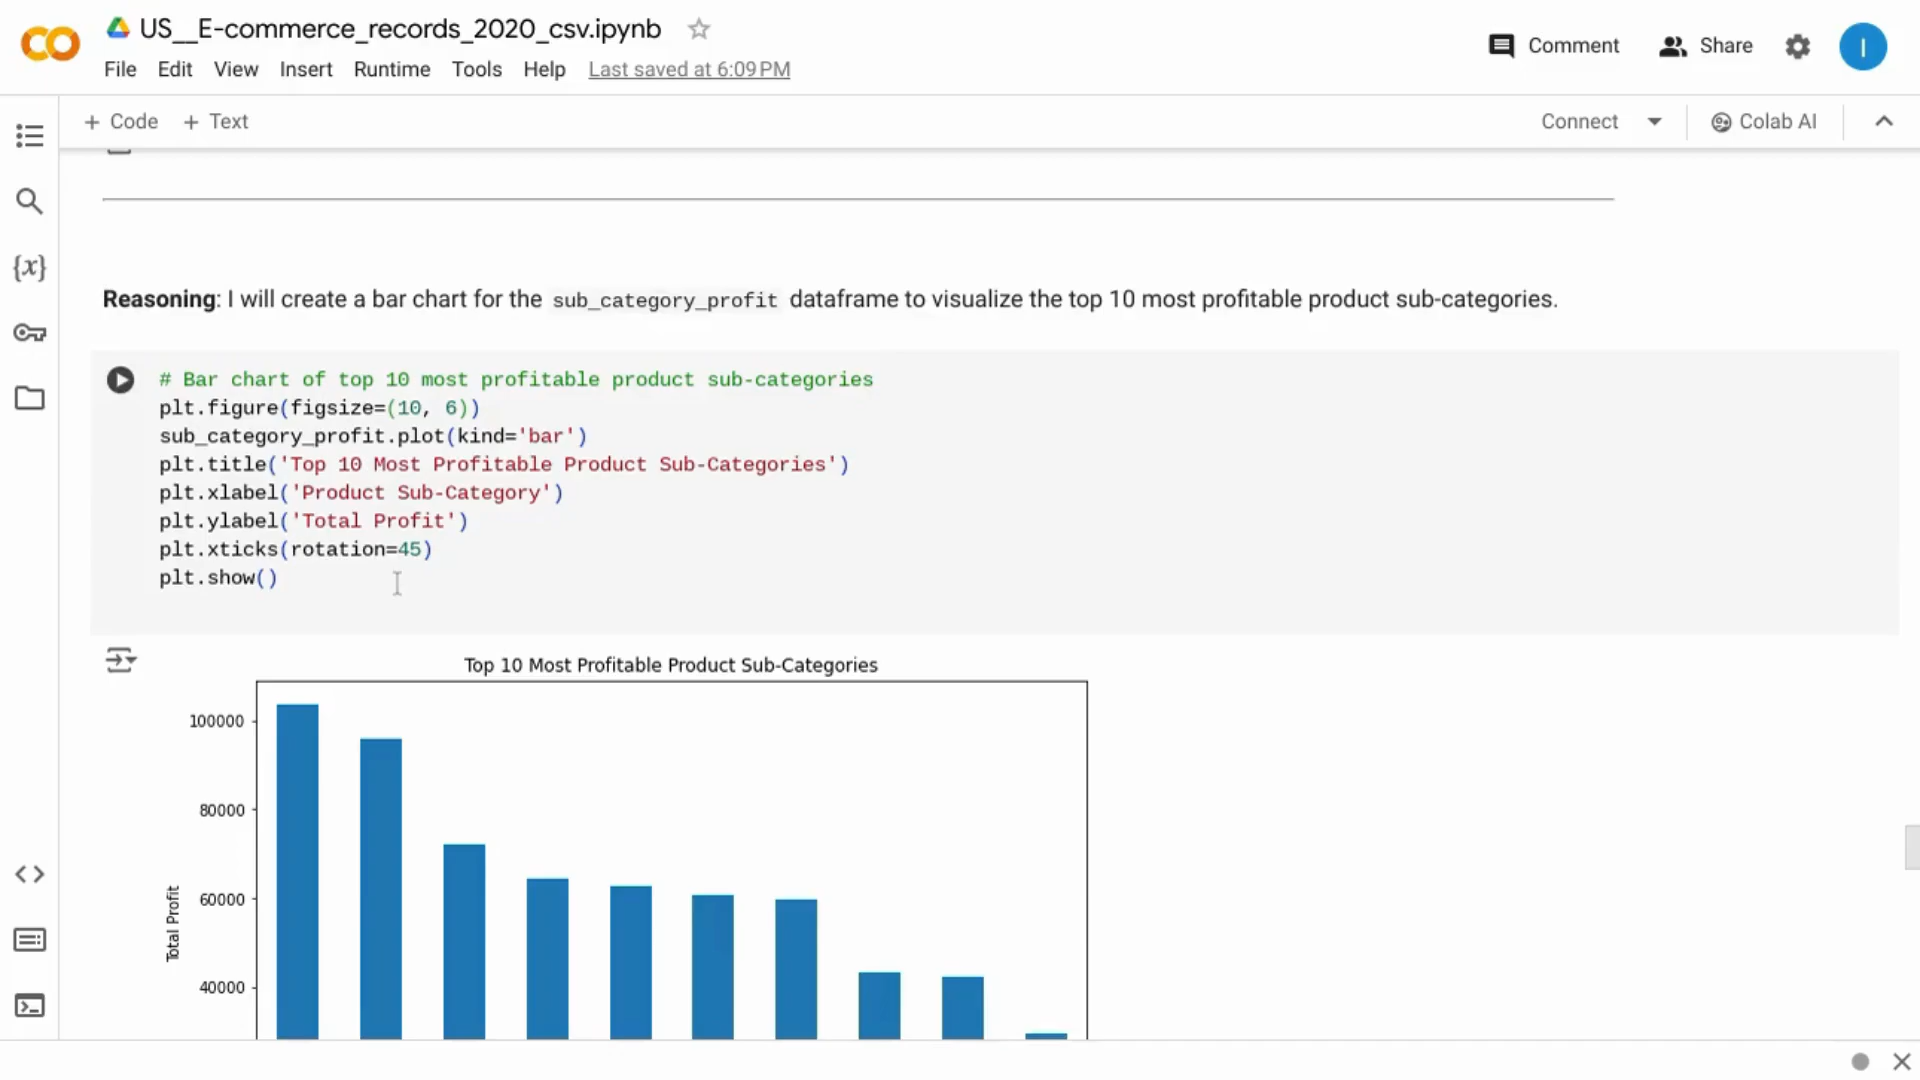 US__E-commerce_records_2020_csv.ipynb
Comment
Share
I
File Edit View Insert Runtime Tools Help Last saved at 6:09 PM
+ Code + Text
Connect
Colab AI
{x}
Reasoning: I will create a bar chart for the sub_category_profit dataframe to visualize the top 10 most profitable product sub-categories.
# Bar chart of top 10 most profitable product sub-categories
plt.figure(figsize=(10, 6))
sub_category_profit.plot(kind='bar')
plt.title('Top 10 Most Profitable Product Sub-Categories')
plt.xlabel('Product Sub-Category')
plt.ylabel('Total Profit')
plt.xticks(rotation=45)
plt.show()
Top 10 Most Profitable Product Sub-Categories
100000
80000
60000
40000
Total Profit